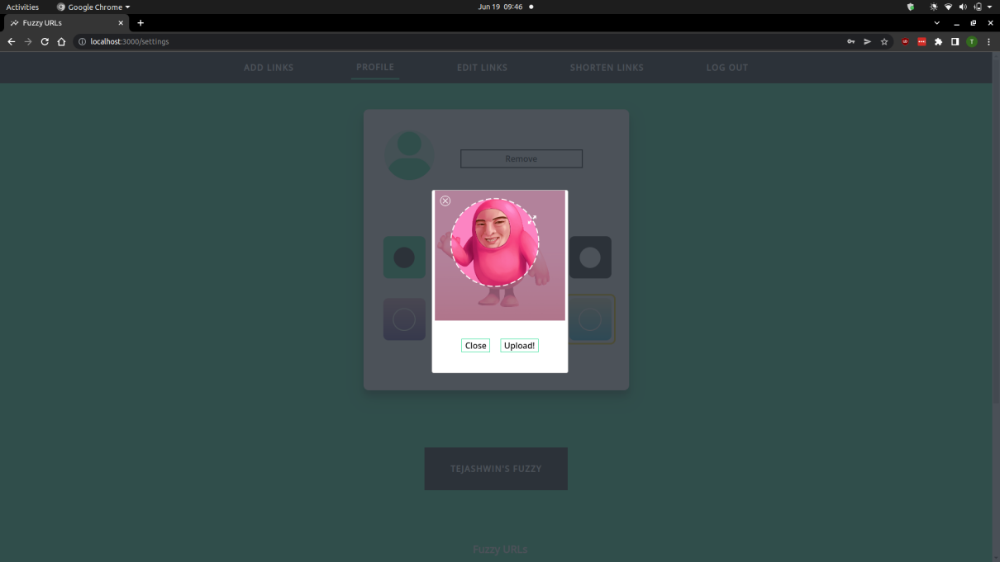 Activities
Google Chrome
Jun 19 09:46
Fuzzy URLs
localhost:3000/settings
T
ADD LINKS
PROFILE
EDIT LINKS
SHORTEN LINKS
LOG OUT
Remove
Close
Upload!
TEJASHWIN'S FUZZY
Fuzzy URLs